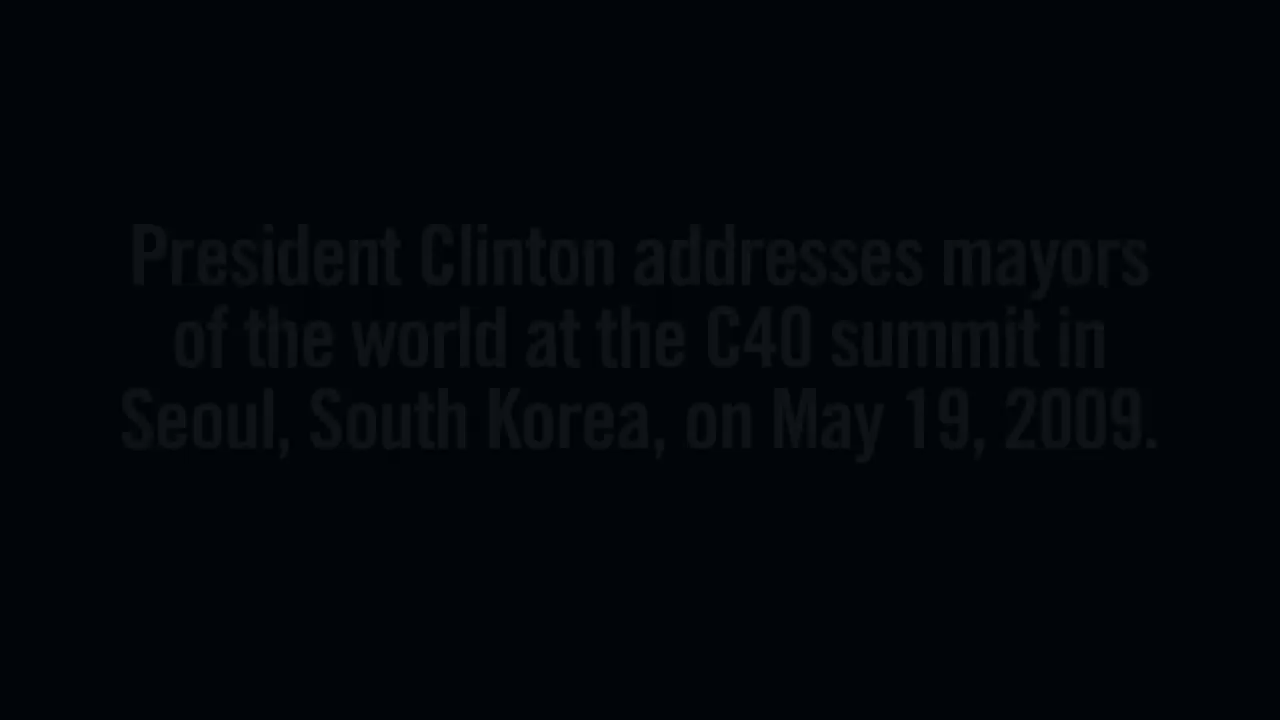 President Clinton addresses mayors
of the world at the C40 summit in
Seoul, South Korea, on May 19, 2009.